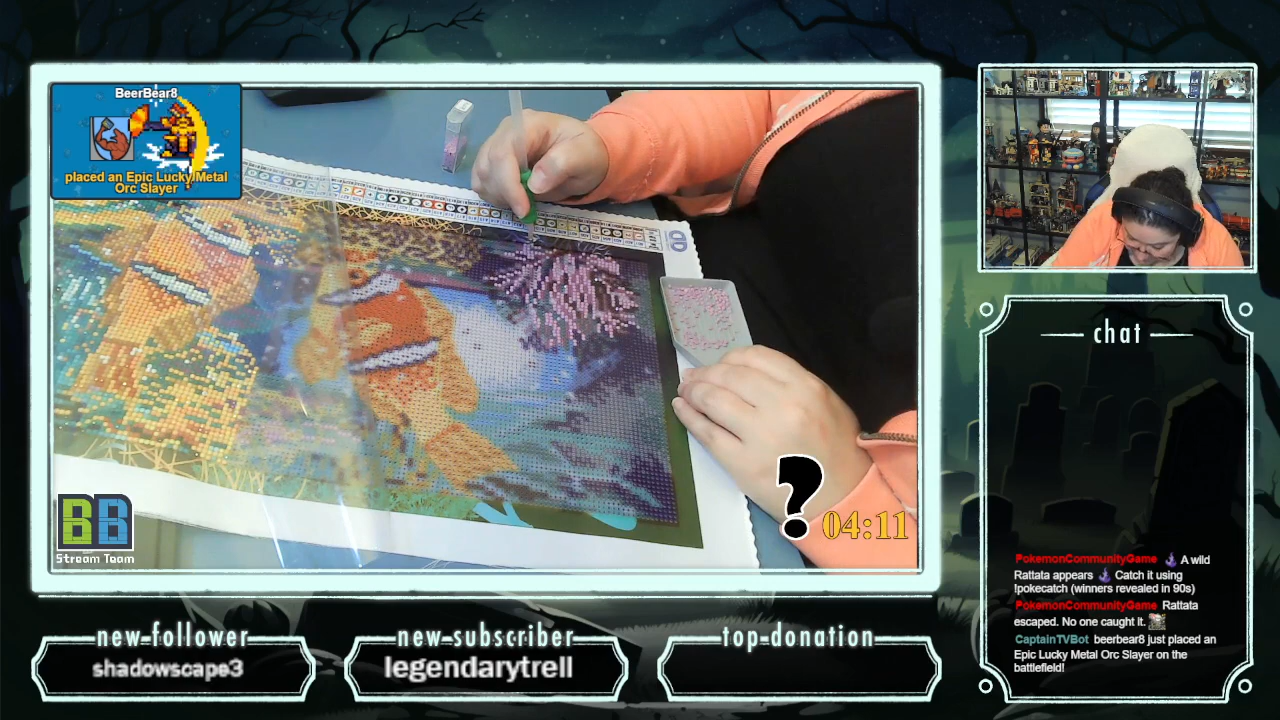 BeerBear8
placed an Epic Lucky Metal
Orc Slayer
BB
Stream Team
?
04:11
chat
PokemonCommunityGame A wild
Rattata appears Catch it using
!pokecatch (winners revealed in 90s)
PokemonCommunityGame Rattata
escaped. No one caught it.
CaptainTVBot beerbear8 just placed an
Epic Lucky Metal Orc Slayer on the
battlefield!
new follower
shadowscape3
new subscriber
legendarytrell
top donation